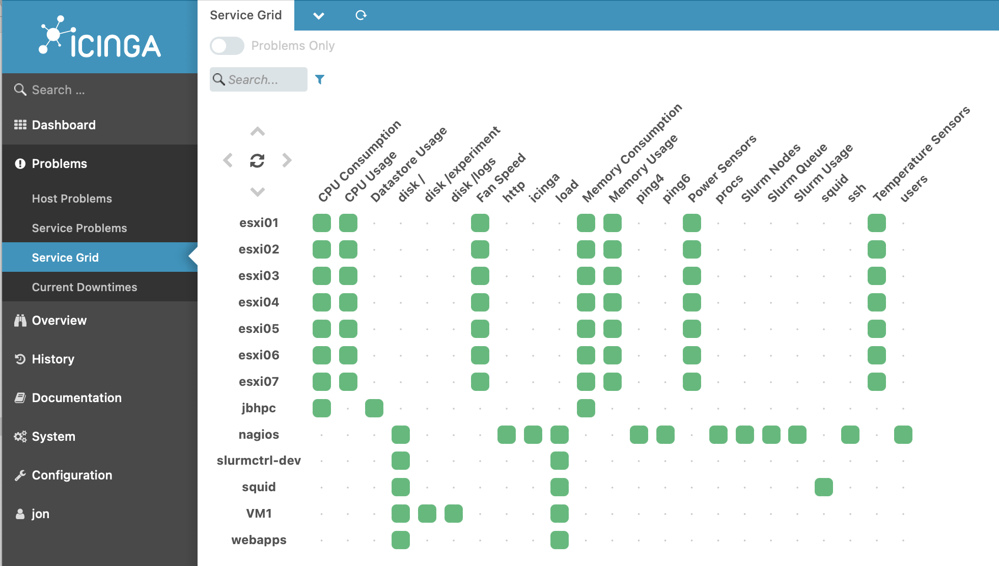 ICINGA
Search ...
Dashboard
Problems
Host Problems
Service Problems
Service Grid
Current Downtimes
Overview
History
Documentation
System
Configuration
jon
Service Grid
Problems Only
Search...
CPU Consumption
CPU Usage
Datastore Usage
disk /
disk /experiment
disk /logs
Fan Speed
http
icinga
load
Memory Consumption
Memory Usage
ping4
ping6
Power Sensors
procs
Slurm Nodes
Slurm Queue
Slurm Usage
squid
ssh
Temperature Sensors
users
esxi01
esxi02
esxi03
esxi04
esxi05
esxi06
esxi07
jbhpc
nagios
slurmctrl-dev
squid
VM1
webapps